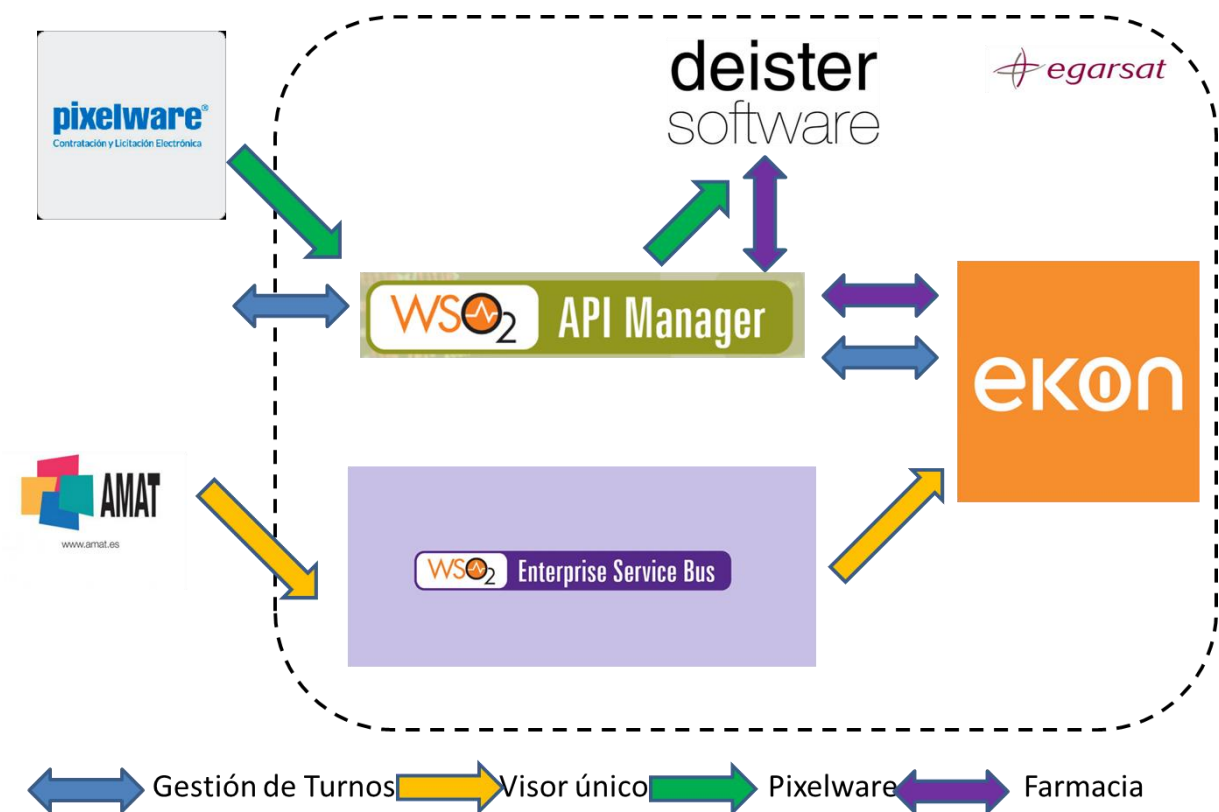 pixelware®
Contratación y Licitación Electrónica
deister
software
egarsat
WSO2 API Manager
ekon
AMAT
www.amat.es
WSO2 Enterprise Service Bus
Gestión de Turnos
Visor único
Pixelware
Farmacia